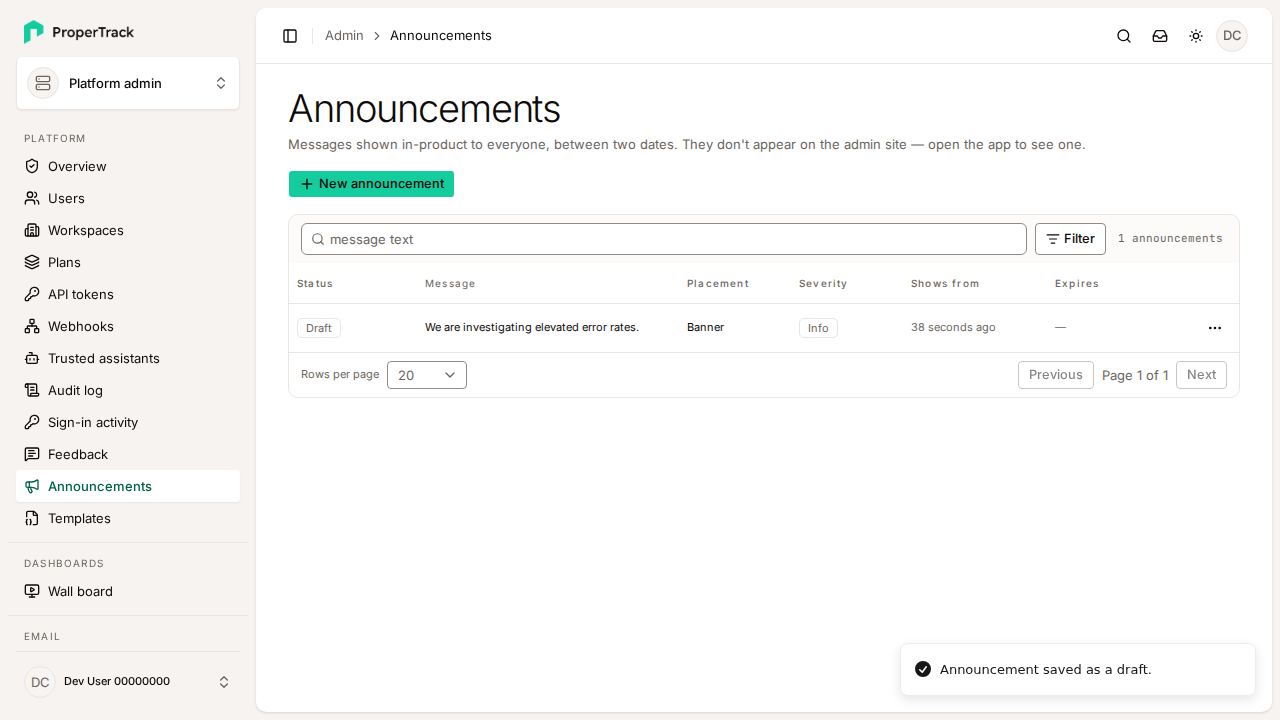 ProperTrack
Platform admin
PLATFORM
Overview
Users
Workspaces
Plans
API tokens
Webhooks
Trusted assistants
Audit log
Sign-in activity
Feedback
Announcements
Templates
DASHBOARDS
Wall board
EMAIL
DC Dev User 00000000
Admin > Announcements
DC
Announcements
Messages shown in-product to everyone, between two dates. They don't appear on the admin site — open the app to see one.
New announcement
message text Filter 1 announcements
Status Message Placement Severity Shows from Expires
Draft We are investigating elevated error rates. Banner Info 38 seconds ago — ...
Rows per page 20 Previous Page 1 of 1 Next
Announcement saved as a draft.